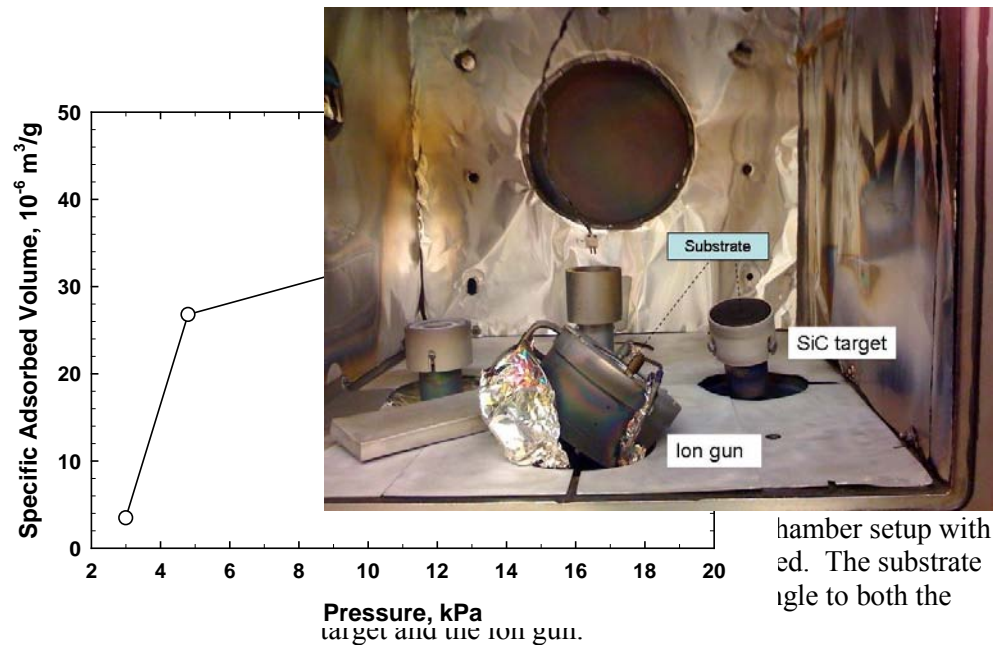 50
40
30
20
10
0
Specific Adsorbed Volume, 10⁻⁶ m³/g
2 4 6 8 10 12 14 16 18 20
Pressure, kPa
Substrate
SiC target
Ion gun
hamber setup with
ed. The substrate
to both the
target and the ion gun.